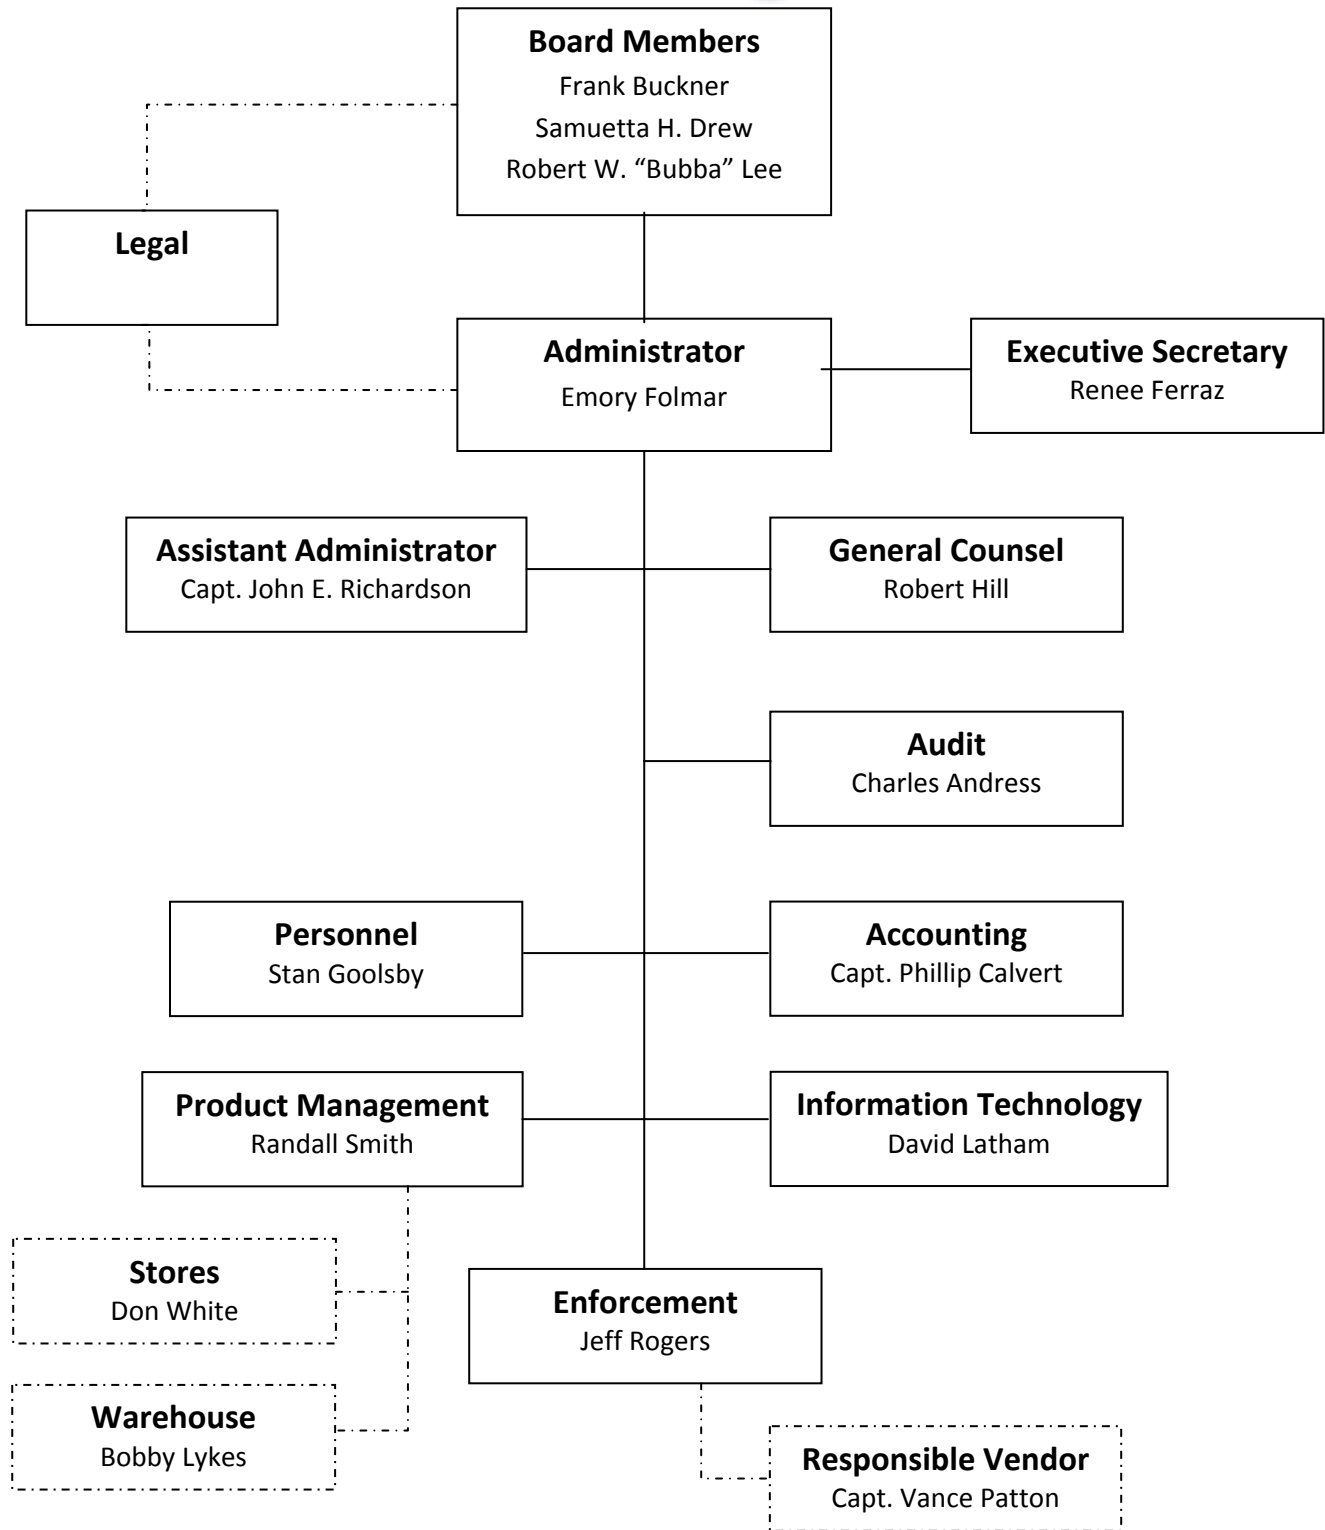 Board Members
Frank Buckner
Samuetta H. Drew
Robert W. “Bubba” Lee
Legal
Administrator
Emory Folmar
Executive Secretary
Renee Ferraz
Assistant Administrator
Capt. John E. Richardson
General Counsel
Robert Hill
Audit
Charles Andress
Personnel
Stan Goolsby
Accounting
Capt. Phillip Calvert
Product Management
Randall Smith
Information Technology
David Latham
Stores
Don White
Enforcement
Jeff Rogers
Warehouse
Bobby Lykes
Responsible Vendor
Capt. Vance Patton